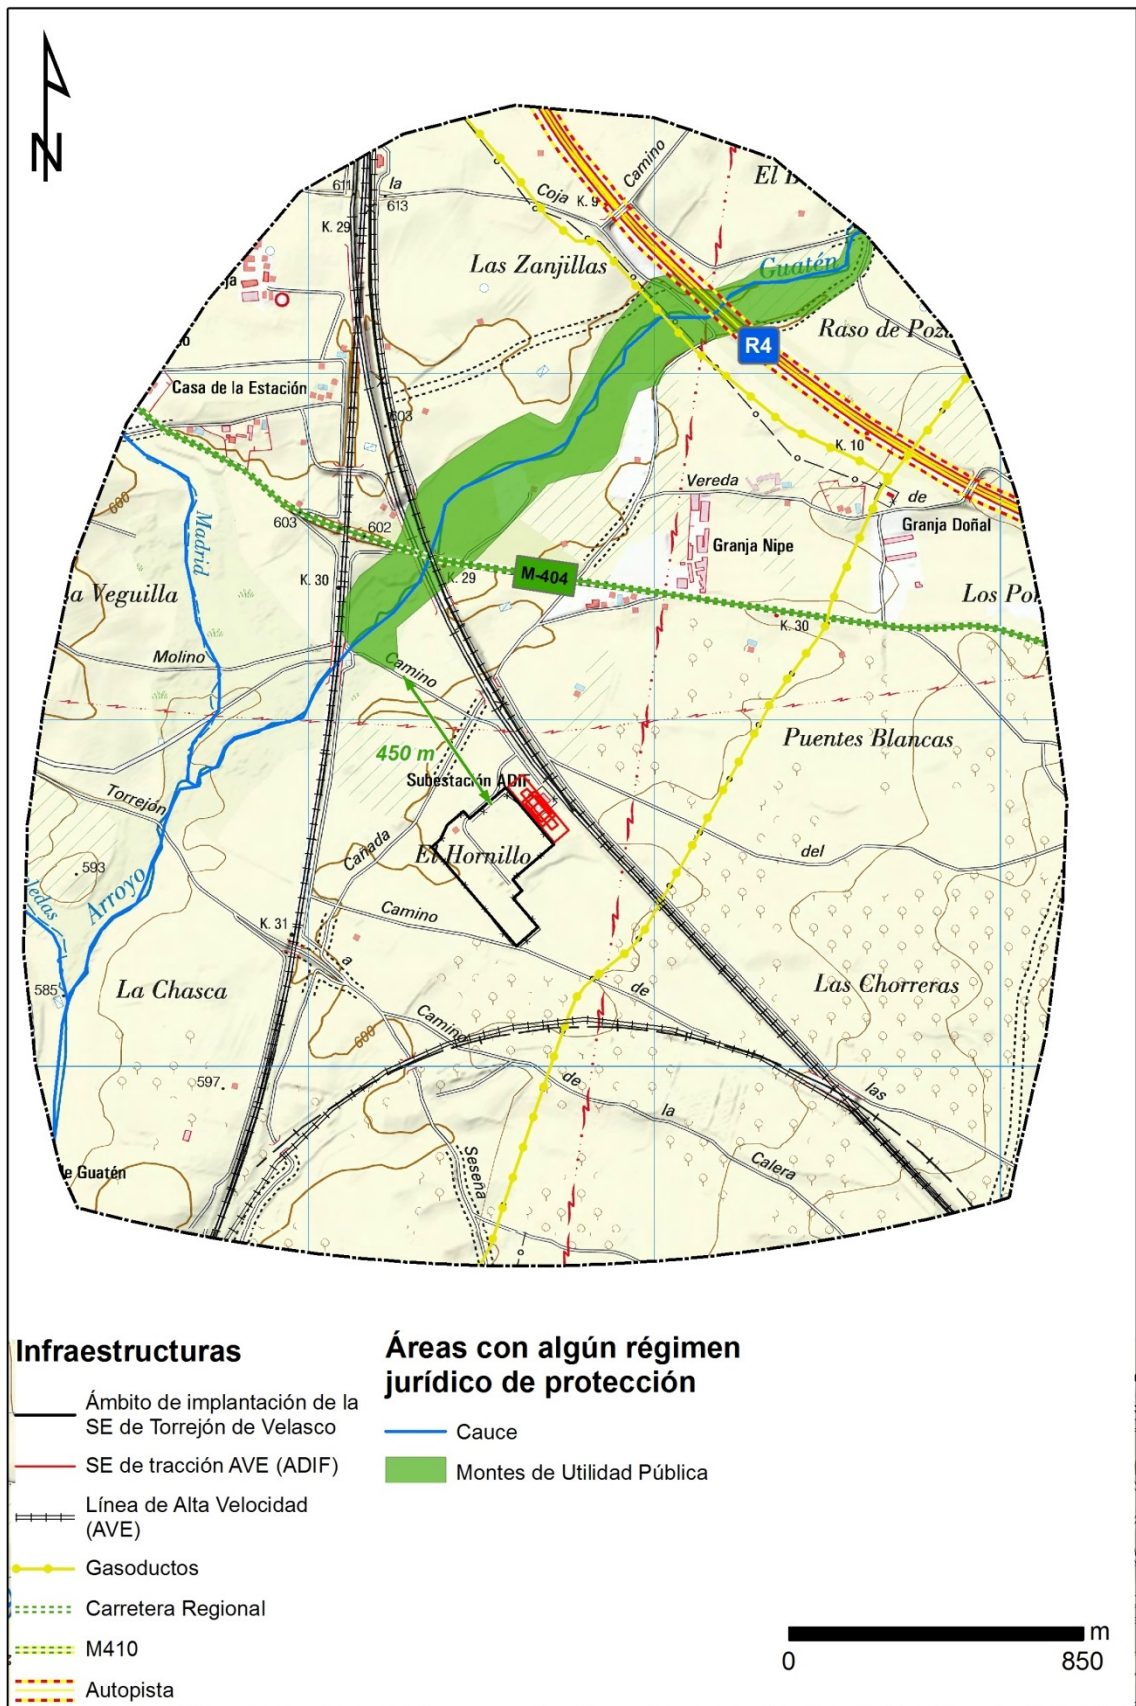 N
El
Camino
Coja
K. 9
la
611
613
K. 29
Las Zanjillas
Guatén
Raso de Poz
R4
Casa de la Estación
603
K. 10
Vereda
de
Granja Doñal
600
Madrid
603
602
Granja Nipe
M-404
K. 29
K. 30
la Veguilla
Los Po
K. 30
Molino
Camino
Puentes Blancas
450 m
Subestación ADIF
Torrejón
Cañada
El Hornillo
del
593
Arroyo
Camino
K. 31
a
585
La Chasca
de
Las Chorreras
600
Camino
597
de
la
las
Calera
Seseña
de Guatén
Infraestructuras
Ámbito de implantación de la
SE de Torrejón de Velasco
SE de tracción AVE (ADIF)
Línea de Alta Velocidad
(AVE)
Gasoductos
Carretera Regional
M410
Autopista
Áreas con algún régimen
jurídico de protección
Cauce
Montes de Utilidad Pública
m
0
850